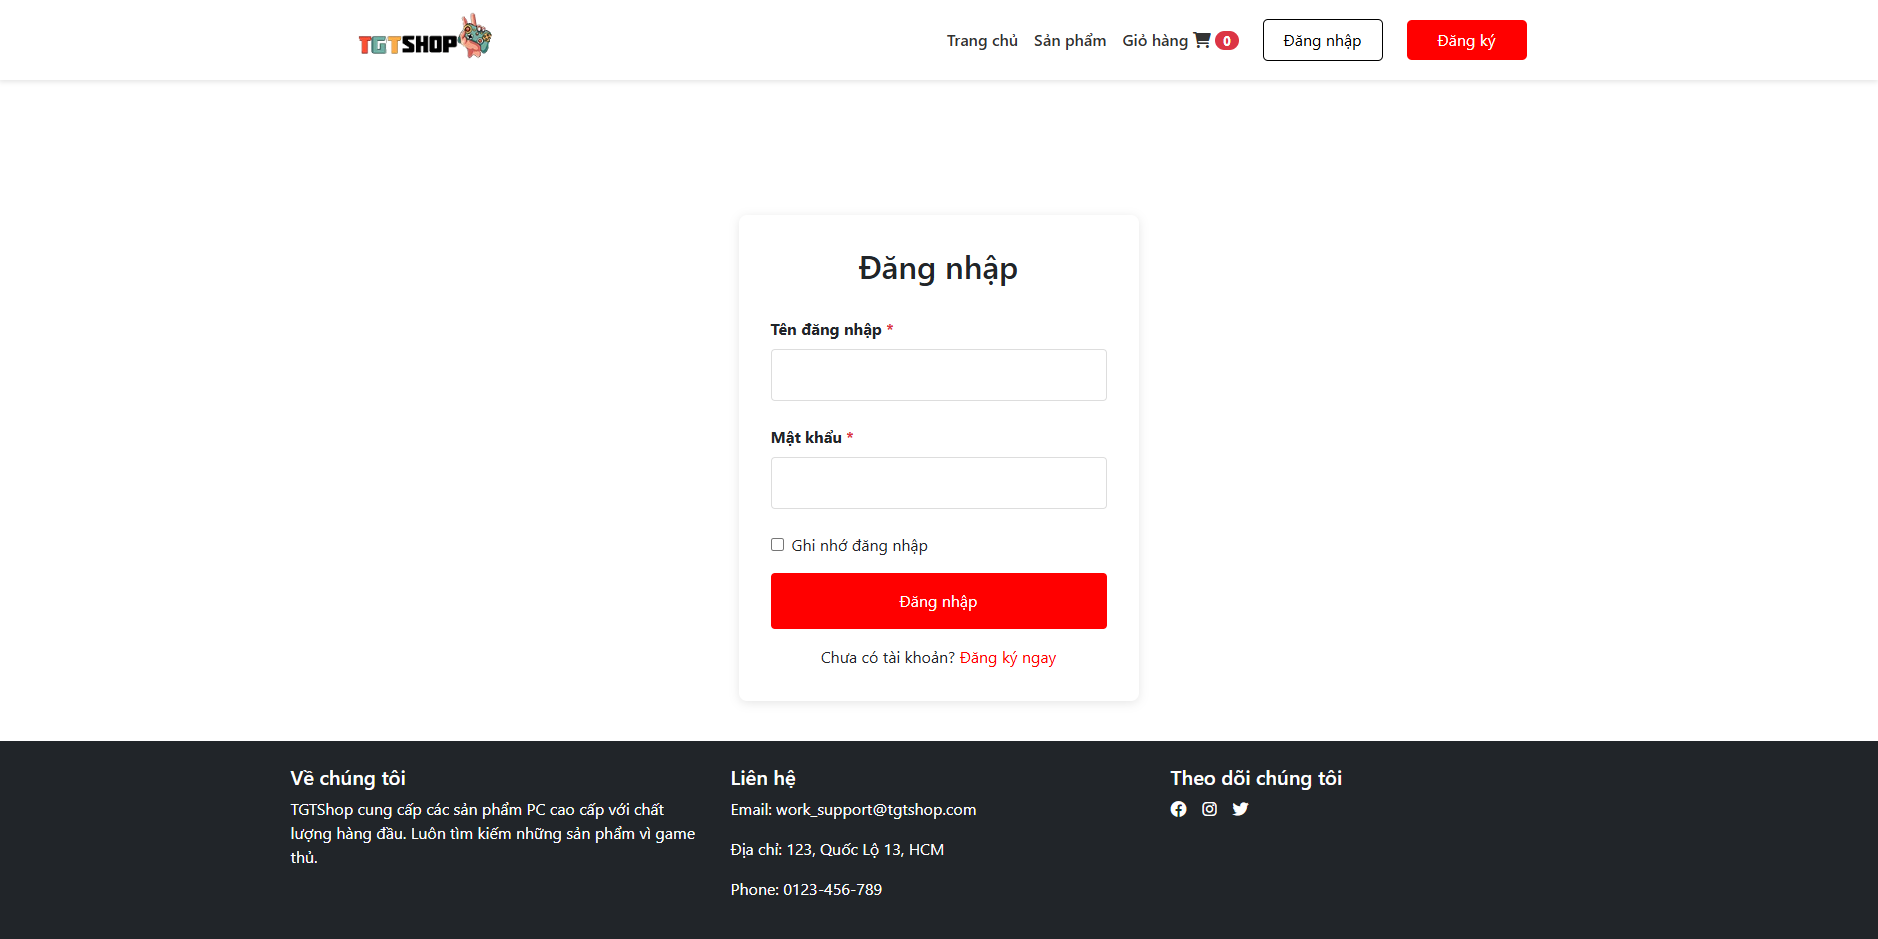 TGTSHOP
Trang chủ Sản phẩm Giỏ hàng 0 Đăng nhập Đăng ký
Đăng nhập
Tên đăng nhập *
Mật khẩu *
Ghi nhớ đăng nhập
Đăng nhập
Chưa có tài khoản? Đăng ký ngay
Về chúng tôi
TGTShop cung cấp các sản phẩm PC cao cấp với chất
lượng hàng đầu. Luôn tìm kiếm những sản phẩm vì game
thủ.
Liên hệ
Email: work_support@tgtshop.com
Địa chỉ: 123, Quốc Lộ 13, HCM
Phone: 0123-456-789
Theo dõi chúng tôi